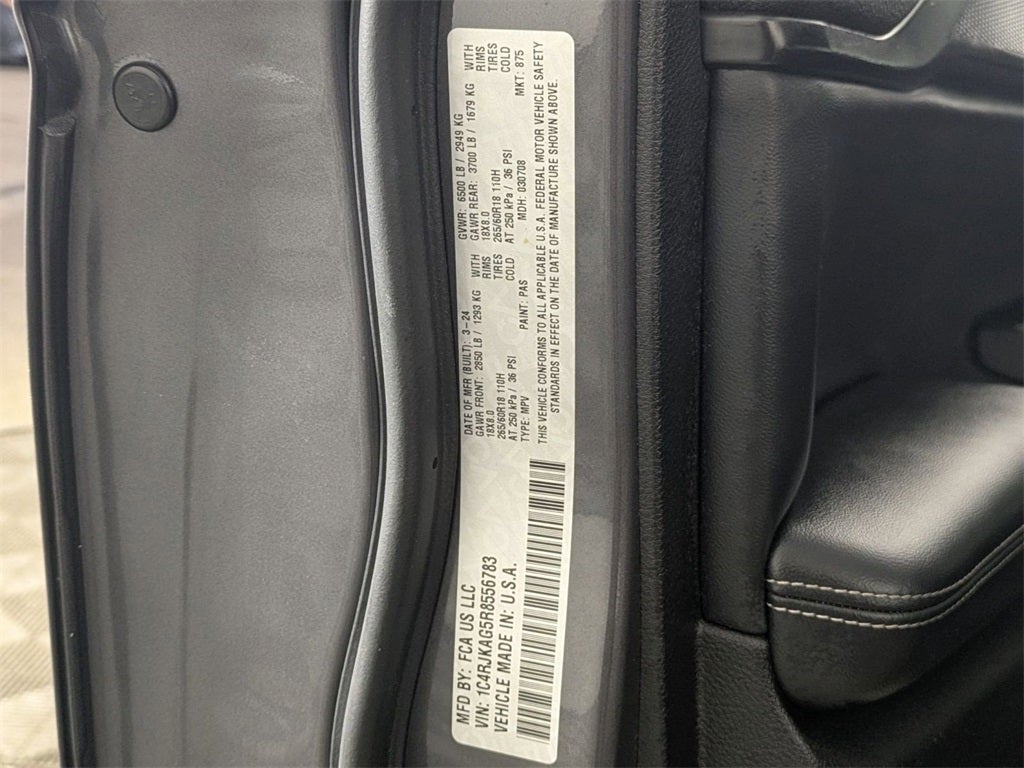 MFD BY: FCA US LLC
VIN: 1C4RJKAG5R8556783
VEHICLE MADE IN: U.S.A.
DATE OF MFR (BUILT): 3-24 GVWR: 6500 LB / 2949 KG
GAWR FRONT: 2850 LB / 1293 KG WITH GAWR REAR: 3700 LB / 1679 KG WITH
18X8.0 RIMS 18X8.0 RIMS
265/60R18 110H TIRES 265/60R18 110H TIRES
AT 250 kPa / 36 PSI COLD AT 250 kPa / 36 PSI COLD
TYPE: MPV PAINT: PAS MDH: 030708 MKT: 875
THIS VEHICLE CONFORMS TO ALL APPLICABLE U.S.A. FEDERAL MOTOR VEHICLE SAFETY
STANDARDS IN EFFECT ON THE DATE OF MANUFACTURE SHOWN ABOVE.